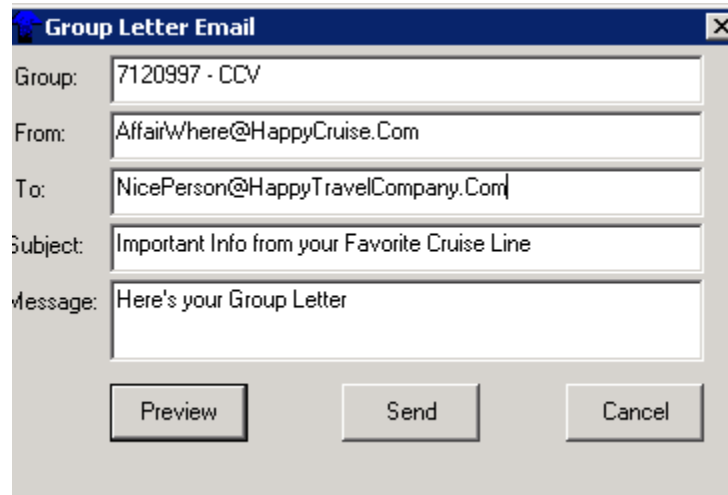 Group Letter Email
Group: 7120997 - CCV
From: AffairWhere@HappyCruise.Com
To: NicePerson@HappyTravelCompany.Com
Subject: Important Info from your Favorite Cruise Line
Message: Here's your Group Letter
Preview Send Cancel